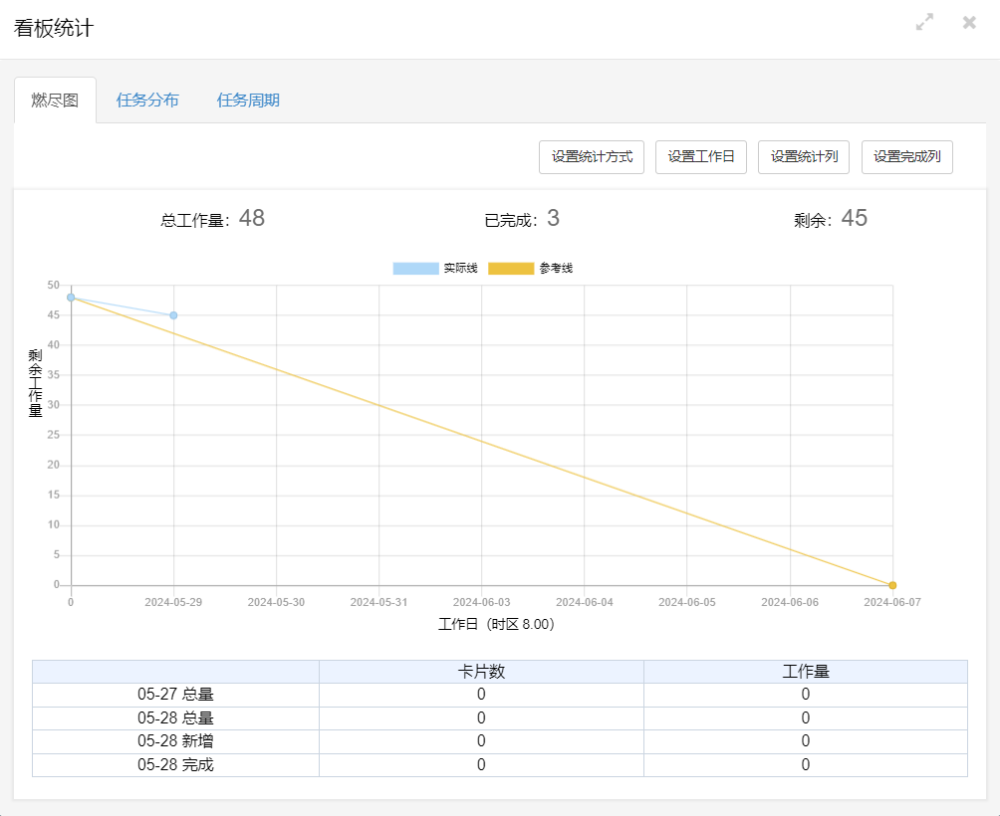 看板统计
燃尽图 任务分布 任务周期
设置统计方式 设置工作日 设置统计列 设置完成列
总工作量：48 已完成：3 剩余：45
实际线 参考线
50
45
40
35
30
25
20
15
10
5
0
剩余工作量
0 2024-05-29 2024-05-30 2024-05-31 2024-06-03 2024-06-04 2024-06-05 2024-06-06 2024-06-07
工作日（时区 8.00）
卡片数 工作量
05-27 总量 0 0
05-28 总量 0 0
05-28 新增 0 0
05-28 完成 0 0